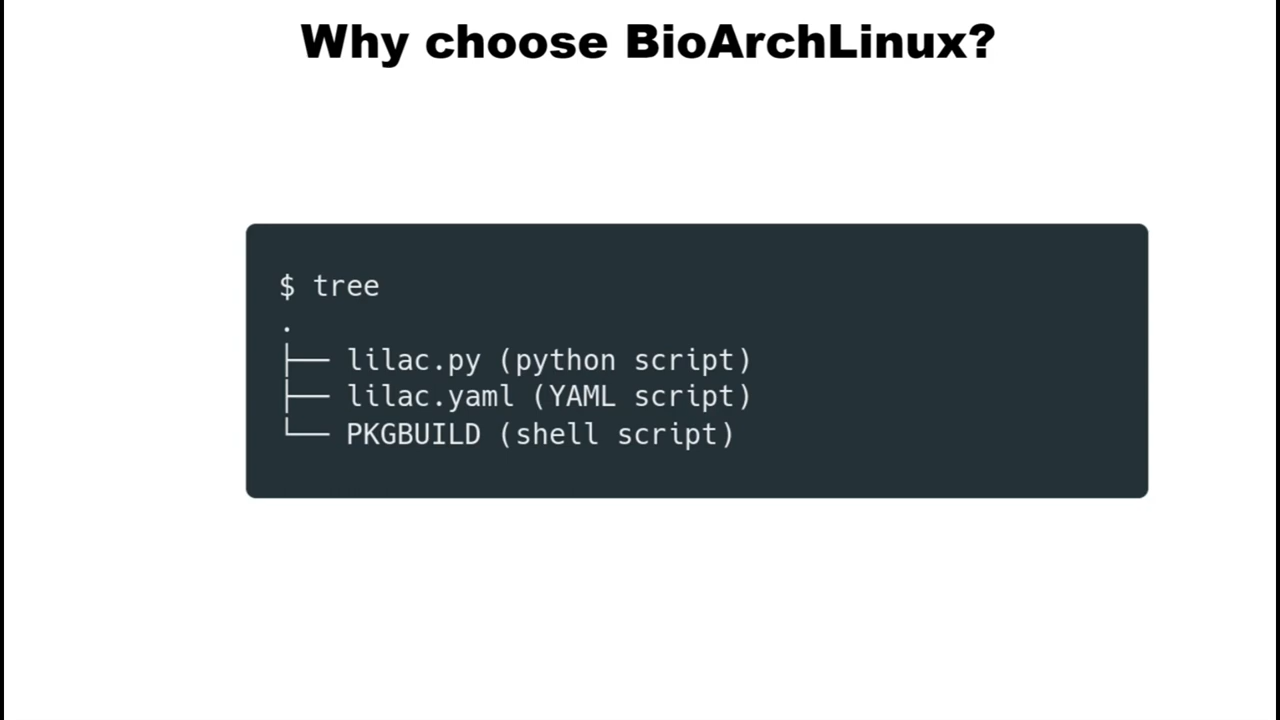 Why choose BioArchLinux?
$ tree
.
├── lilac.py (python script)
├── lilac.yaml (YAML script)
└── PKGBUILD (shell script)